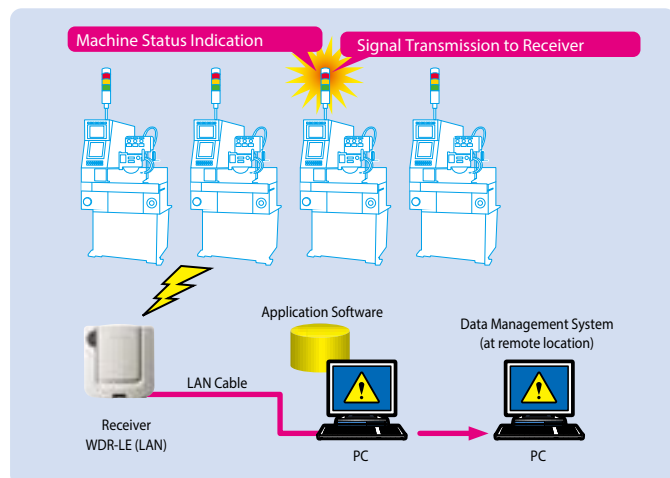 Machine Status Indication
Signal Transmission to Receiver
Application Software
Data Management System
(at remote location)
LAN Cable
Receiver
WDR-LE (LAN)
PC
PC